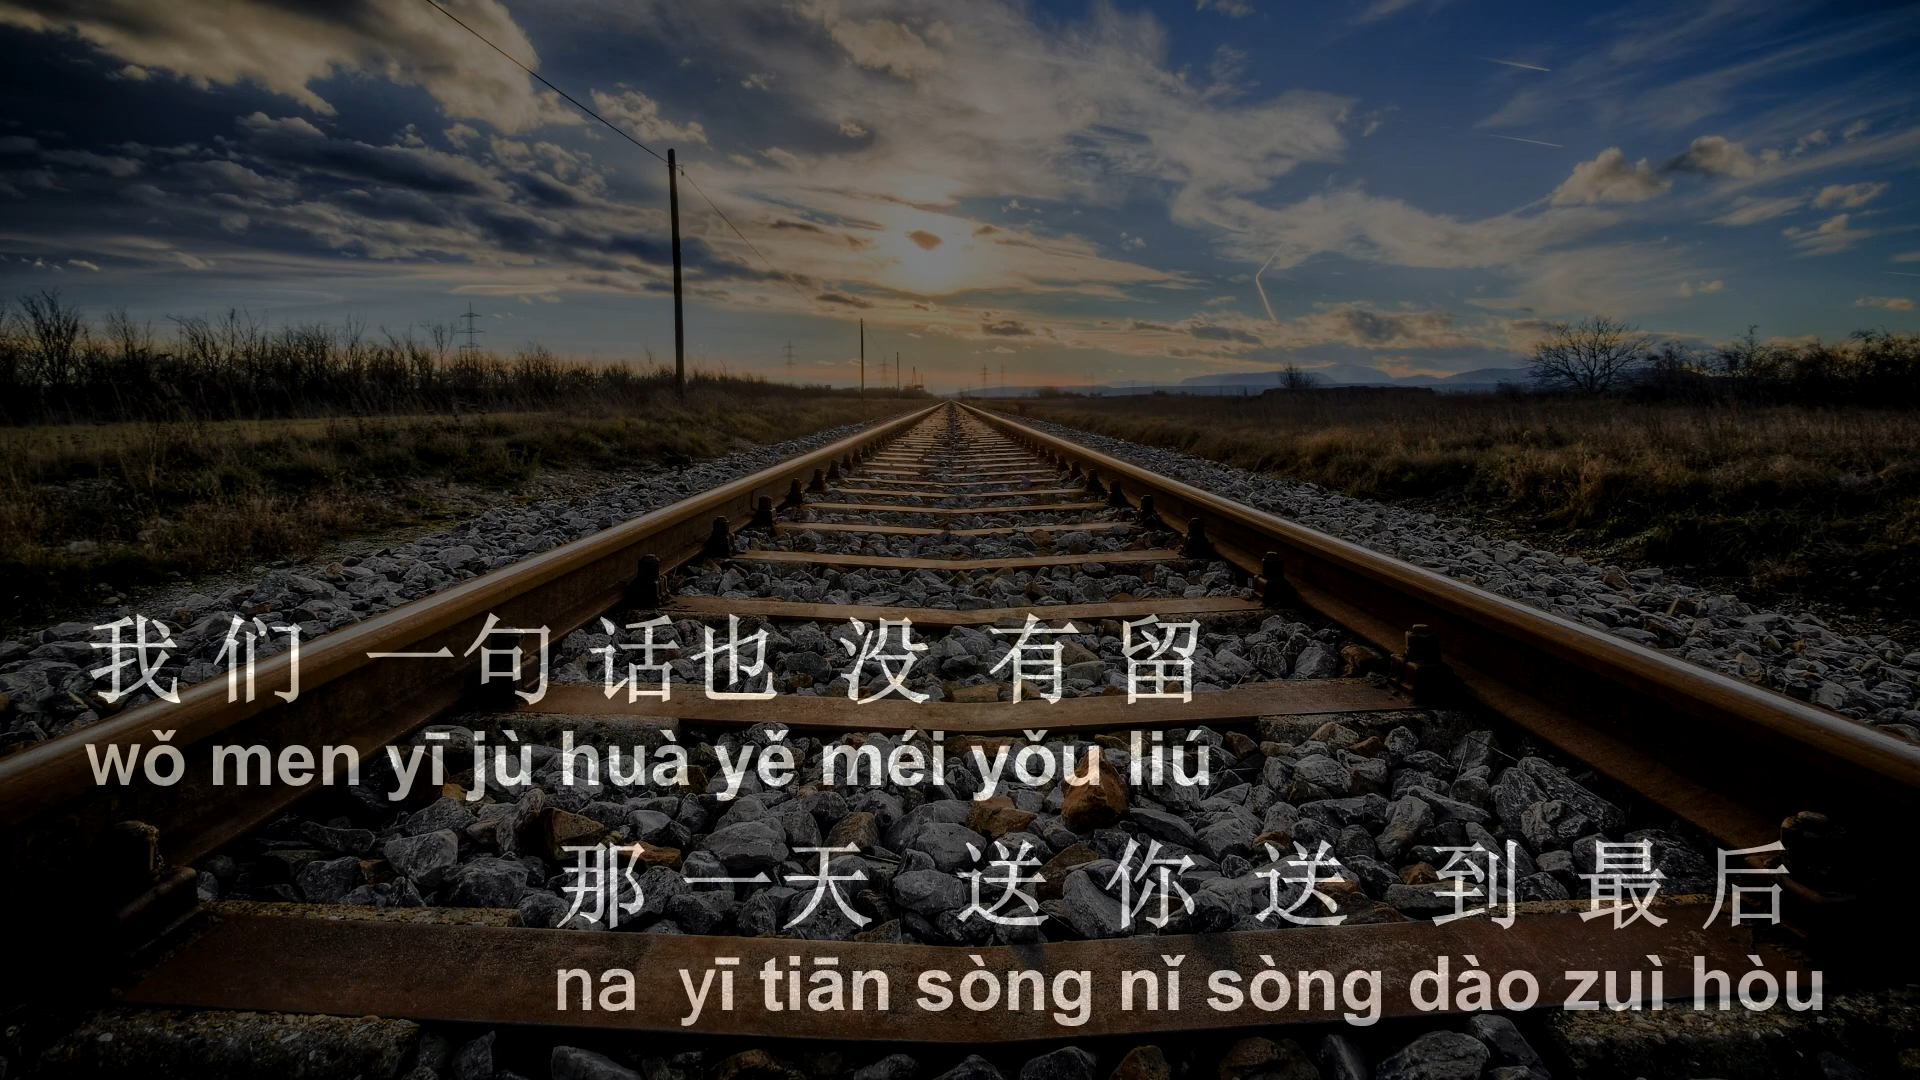 我们 一句 话也 没 有 留
wǒ men yī jù huà yě méi yǒu liú
那 一天 送 你 送 到 最 后
na yī tiān sòng nǐ sòng dào zuì hòu